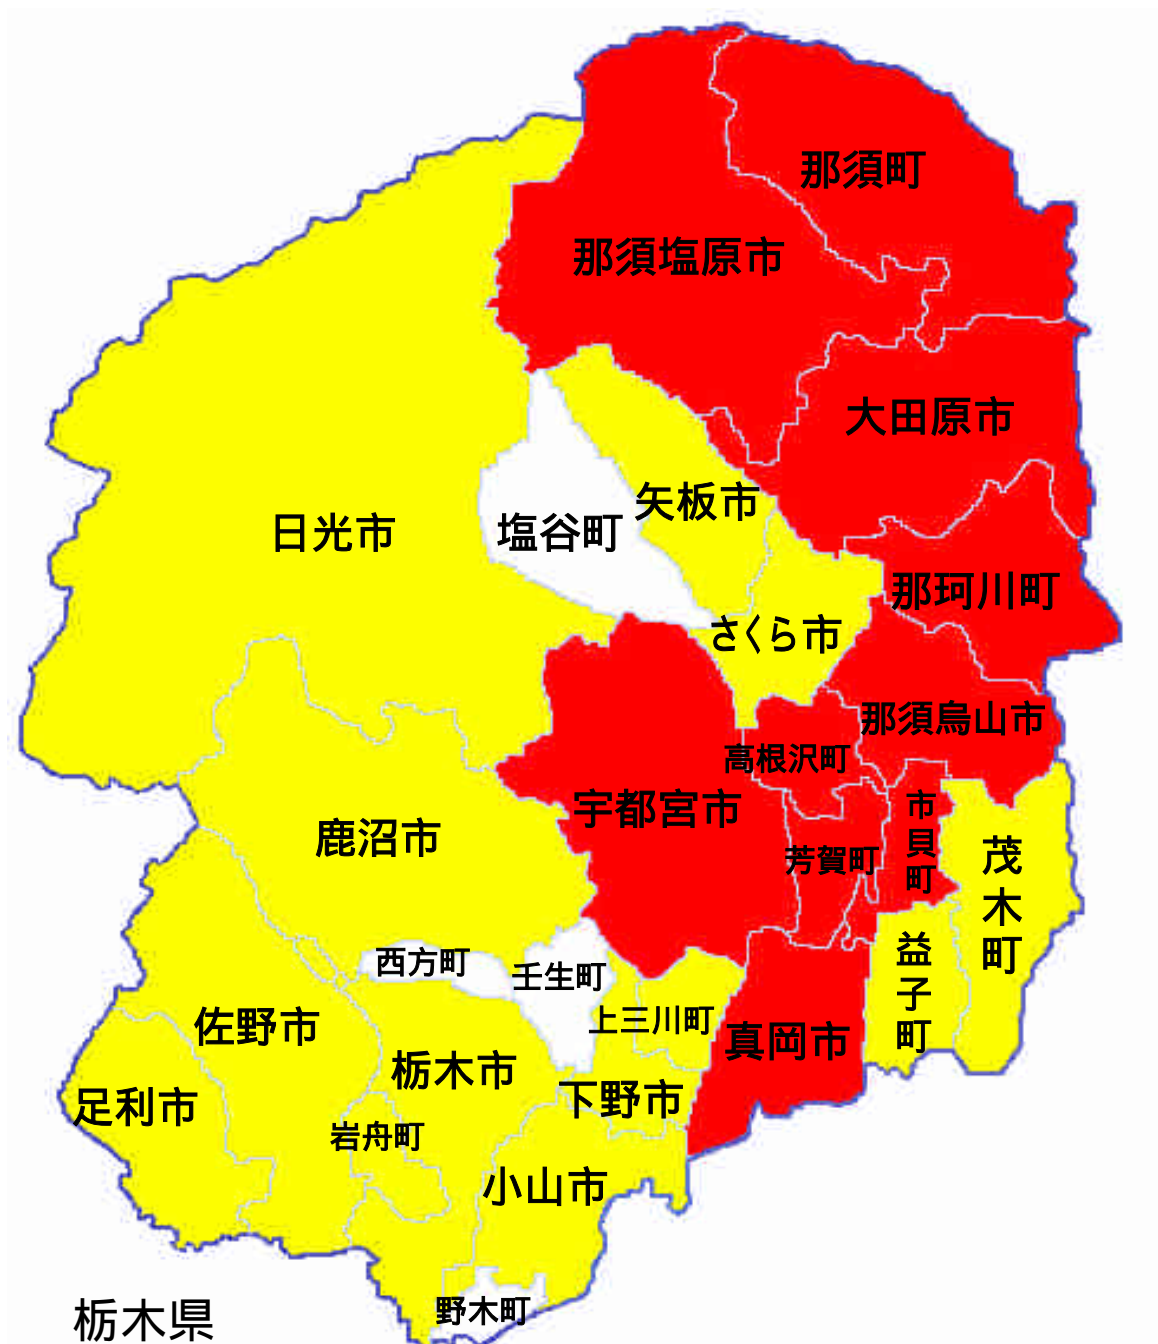 那須町
那須塩原市
大田原市
矢板市
日光市
塩谷町
那珂川町
さくら市
那須烏山市
高根沢町
宇都宮市
市貝町
鹿沼市
芳賀町
茂木町
益子町
西方町
壬生町
上三川町
佐野市
真岡市
栃木市
下野市
足利市
岩舟町
小山市
野木町
栃木県